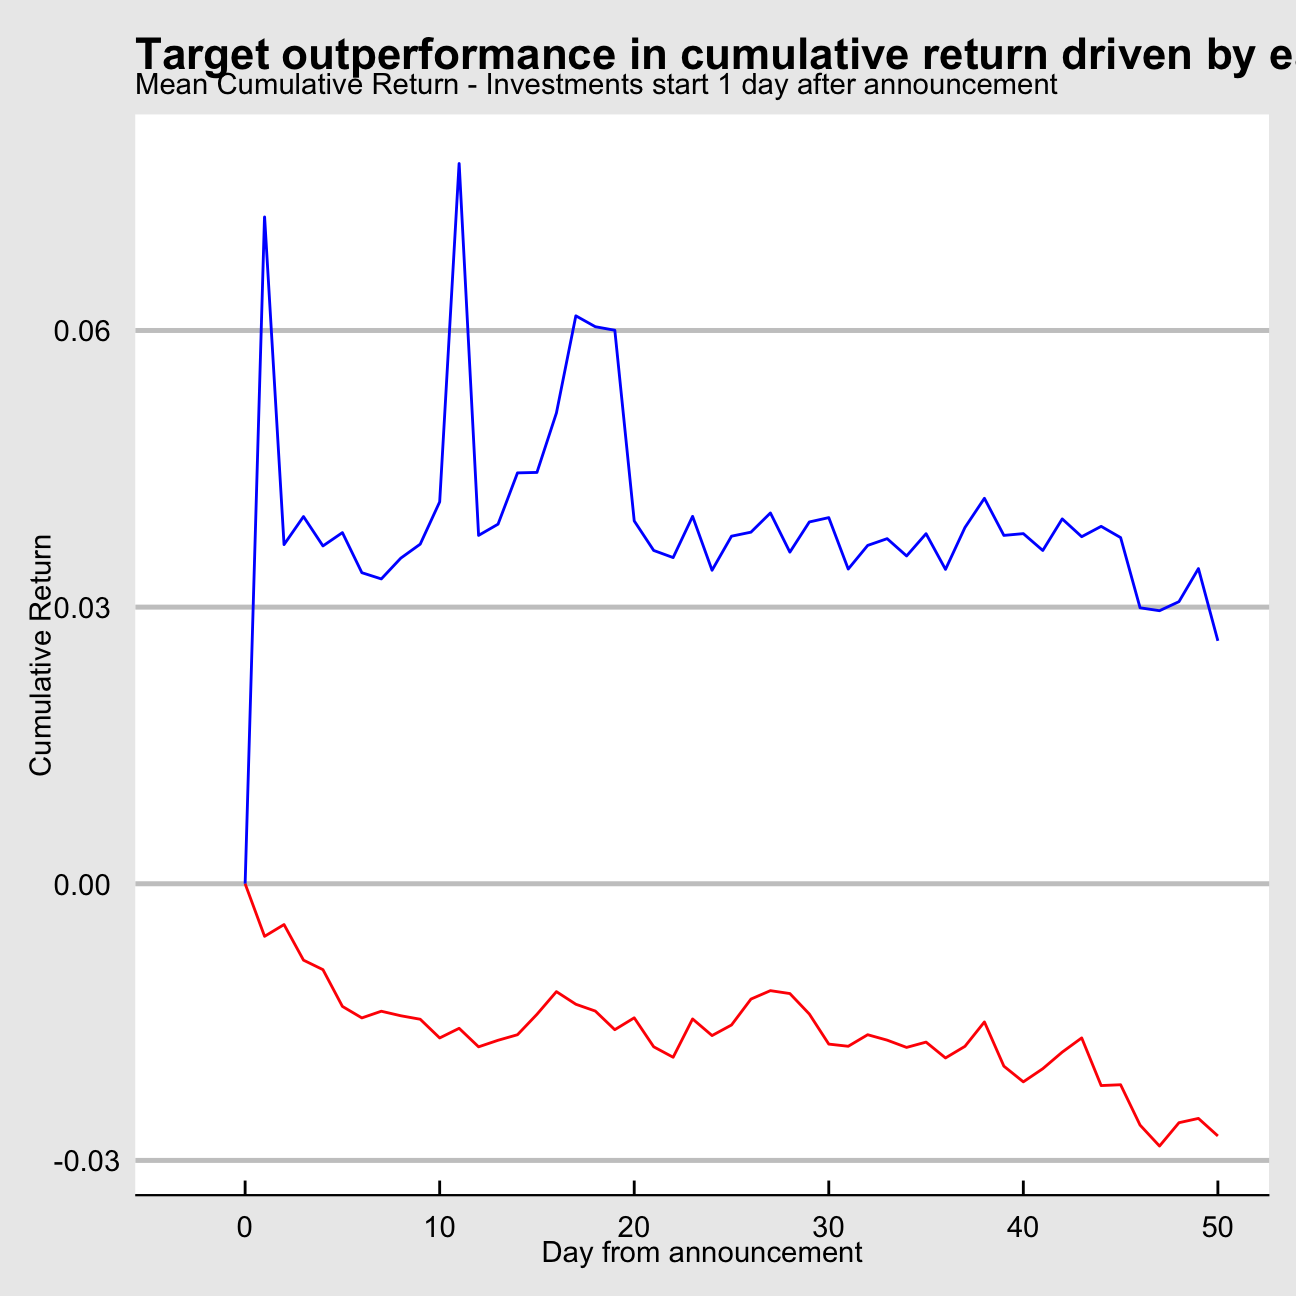 Target outperformance in cumulative return driven by
Mean Cumulative Return - Investments start 1 day after announcement
Cumulative Return
0.06
0.03
0.00
-0.03
0 10 20 30 40 50
Day from announcement